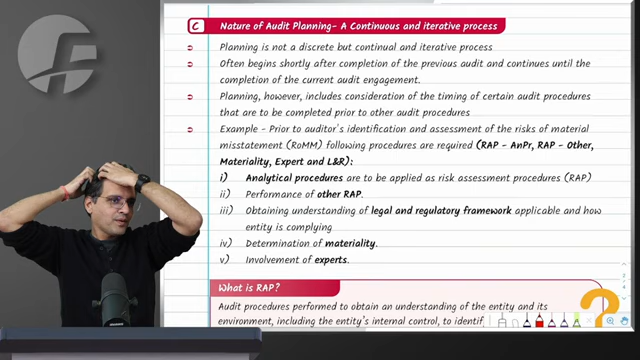 C Nature of Audit Planning- A Continuous and iterative process
Planning is not a discrete but continual and iterative process
Often begins shortly after completion of the previous audit and continues until the
completion of the current audit engagement.
Planning, however, includes consideration of the timing of certain audit procedures
that are to be completed prior to other audit procedures
Example - Prior to auditor's identification and assessment of the risks of material
misstatement (RoMM) following procedures are required (RAP - AnPr, RAP - Other,
Materiality, Expert and L&R):
i) Analytical procedures are to be applied as risk assessment procedures (RAP)
ii) Performance of other RAP.
iii) Obtaining understanding of legal and regulatory framework applicable and how
entity is complying
iv) Determination of materiality.
v) Involvement of experts.
What is RAP?
Audit procedures performed to obtain an understanding of the entity and its
environment, including the entity's internal control, to identif